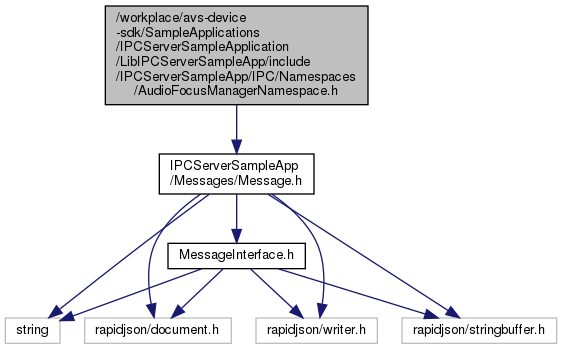 /workplace/avs-device
-sdk/SampleApplications
/IPCServerSampleApplication
/LibIPCServerSampleApp/include
/IPCServerSampleApp/IPC/Namespaces
/AudioFocusManagerNamespace.h
IPCServerSampleApp
/Messages/Message.h
MessageInterface.h
string
rapidjson/document.h
rapidjson/writer.h
rapidjson/stringbuffer.h